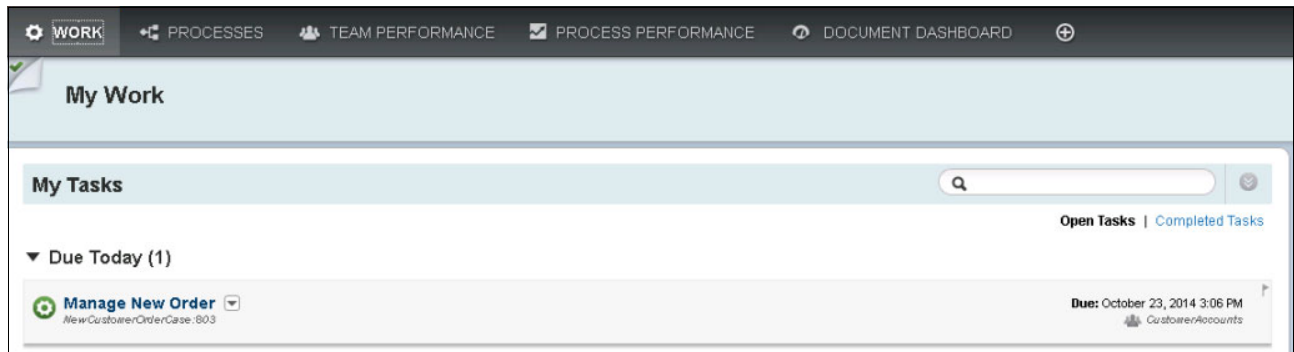 WORK PROCESSES TEAM PERFORMANCE PROCESS PERFORMANCE DOCUMENT DASHBOARD
My Work
My Tasks
Open Tasks | Completed Tasks
Due Today (1)
Manage New Order Due: October 23, 2014 3:06 PM
NewCustomerOrderCase:803 CustomerAccounts